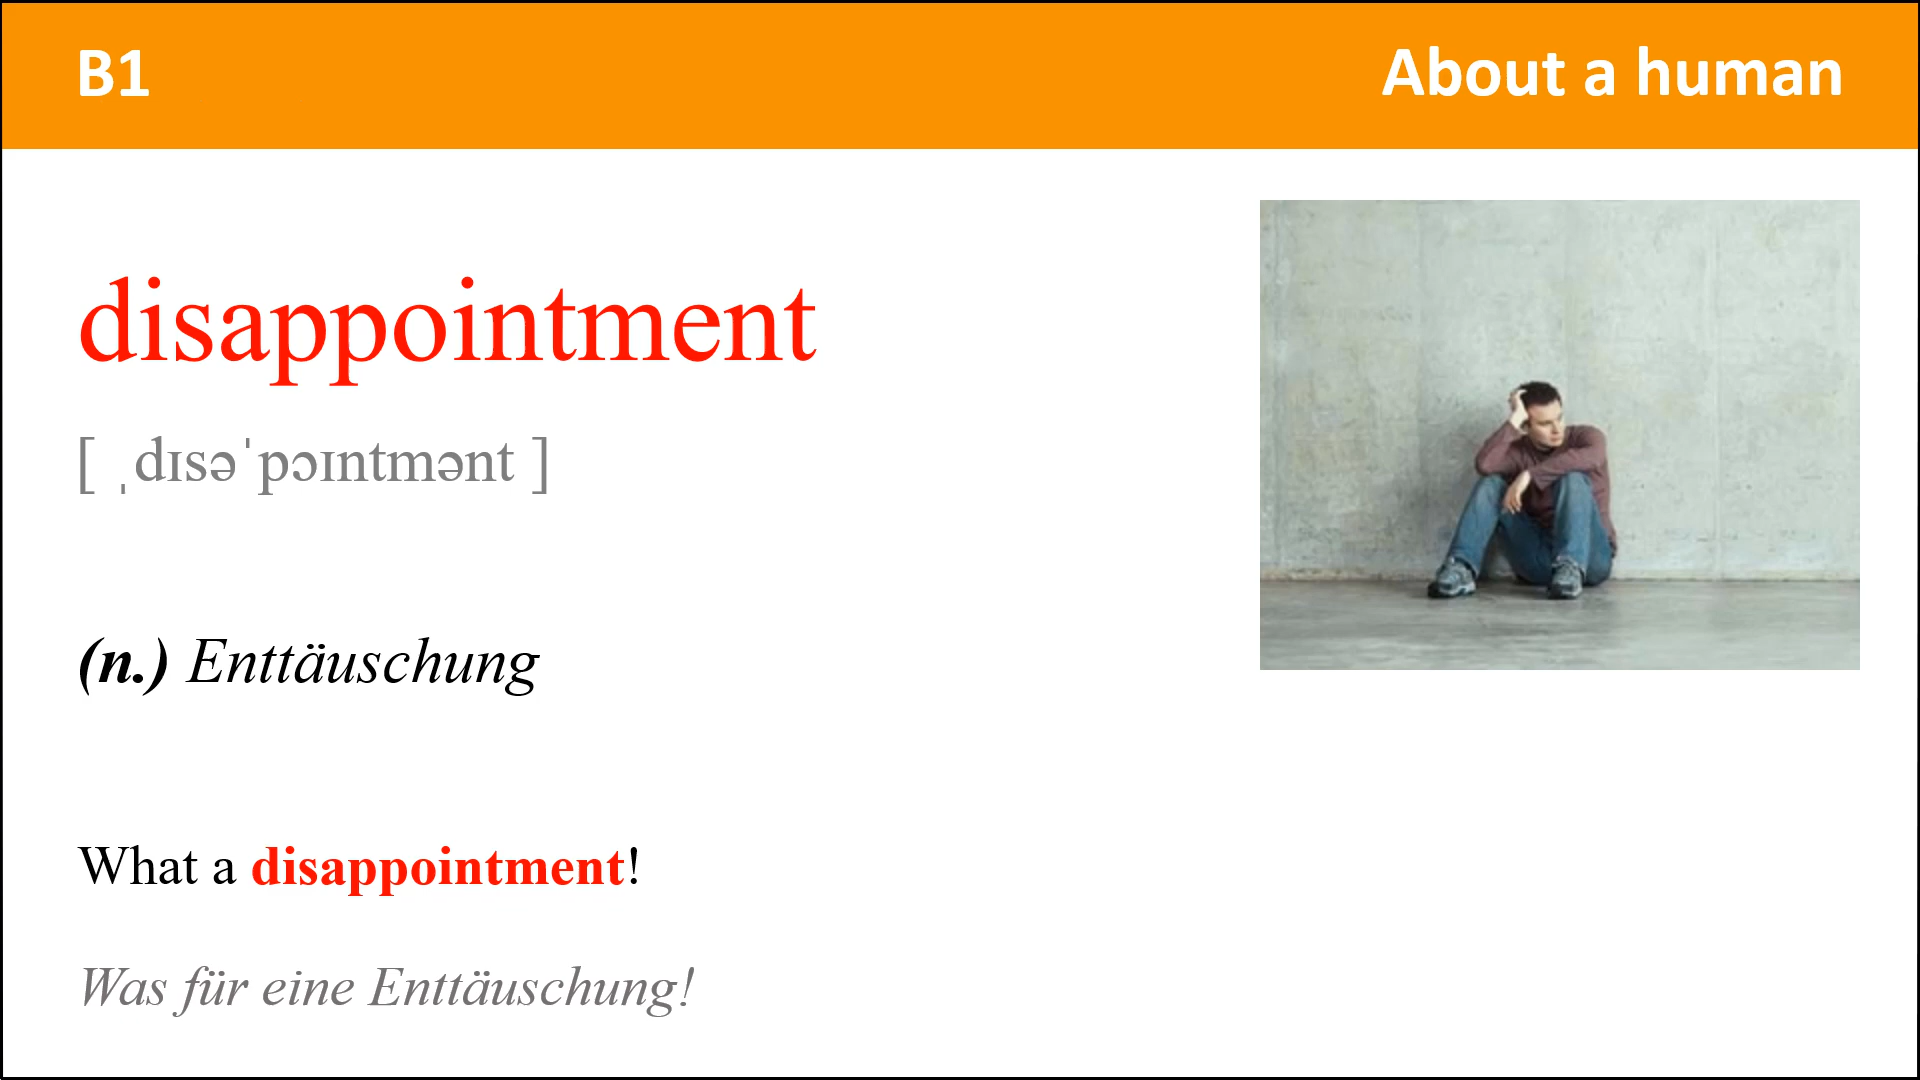 B1
About a human
disappointment
[ ˌdɪsəˈpɔɪntmənt ]
(n.) Enttäuschung
What a disappointment!
Was für eine Enttäuschung!